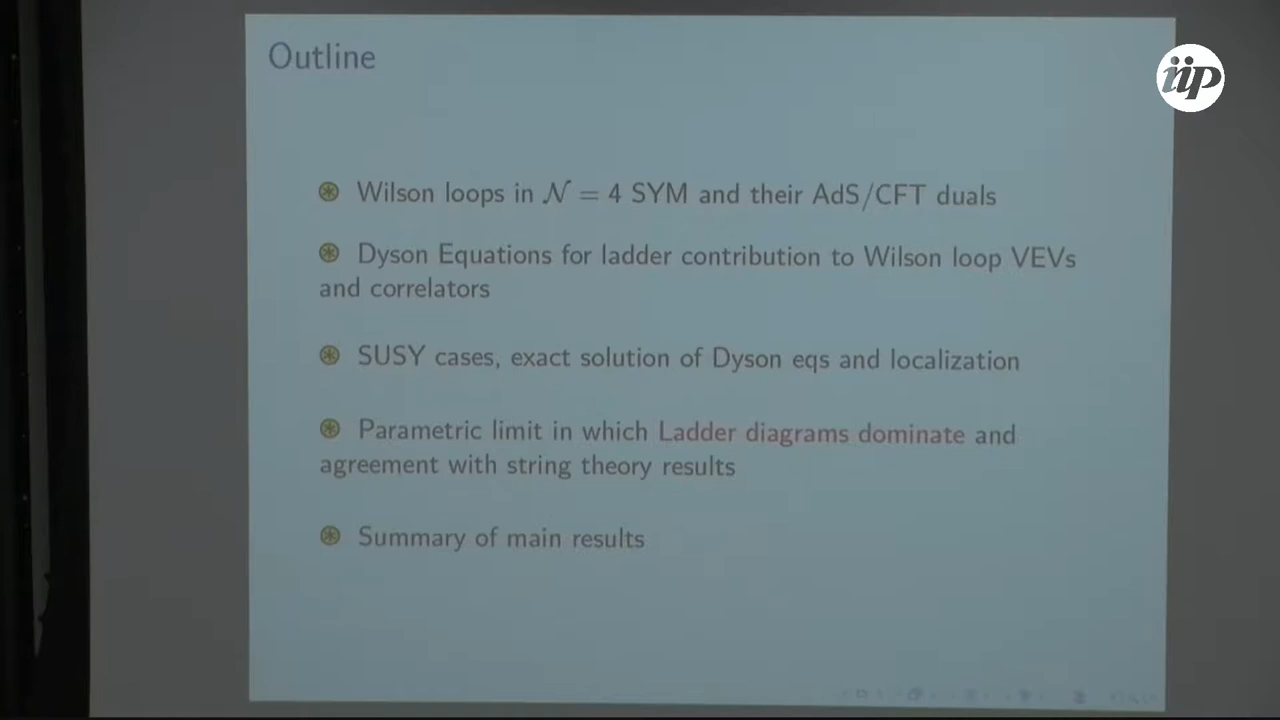 Outline
iip
Wilson loops in 𝒩 = 4 SYM and their AdS/CFT duals
Dyson Equations for ladder contribution to Wilson loop VEVs
and correlators
SUSY cases, exact solution of Dyson eqs and localization
Parametric limit in which Ladder diagrams dominate and
agreement with string theory results
Summary of main results